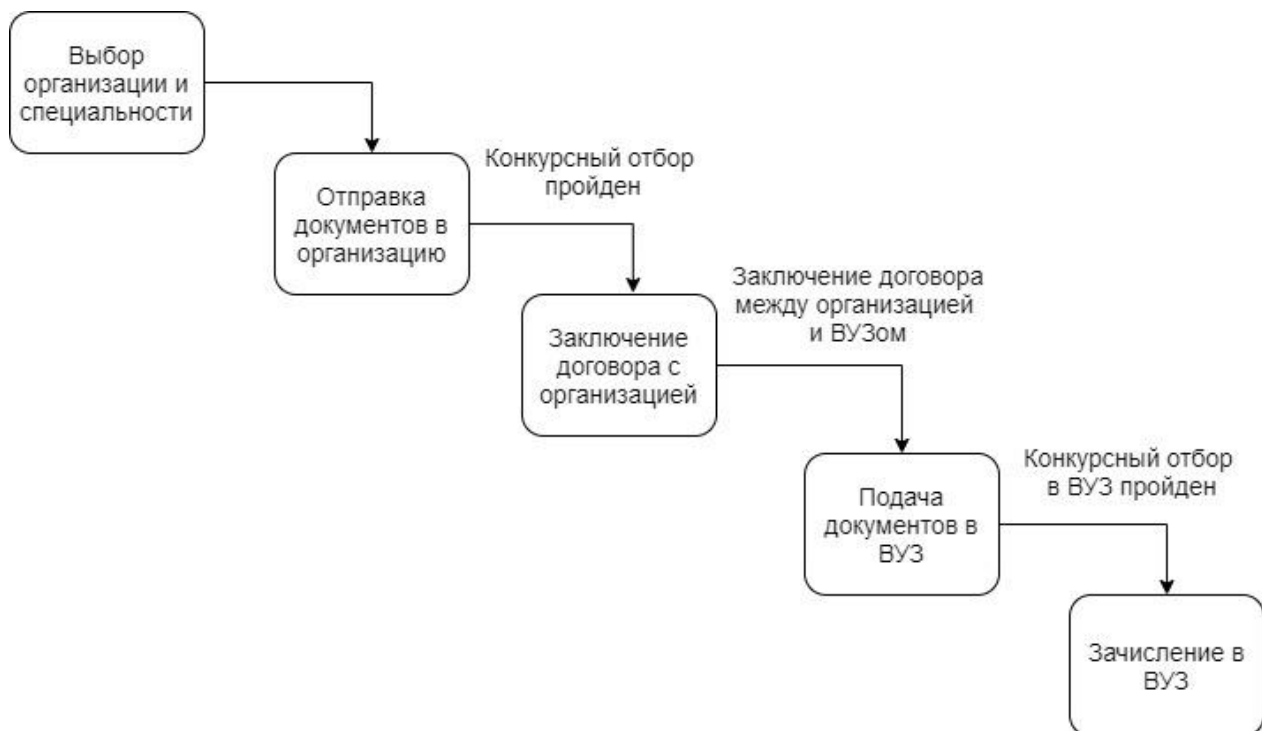 Выбор
организации и
специальности
Конкурсный отбор
пройден
Отправка
документов в
организацию
Заключение договора
между организацией
и ВУЗом
Заключение
договора с
организацией
Конкурсный отбор
в ВУЗ пройден
Подача
документов в
ВУЗ
Зачисление в
ВУЗ